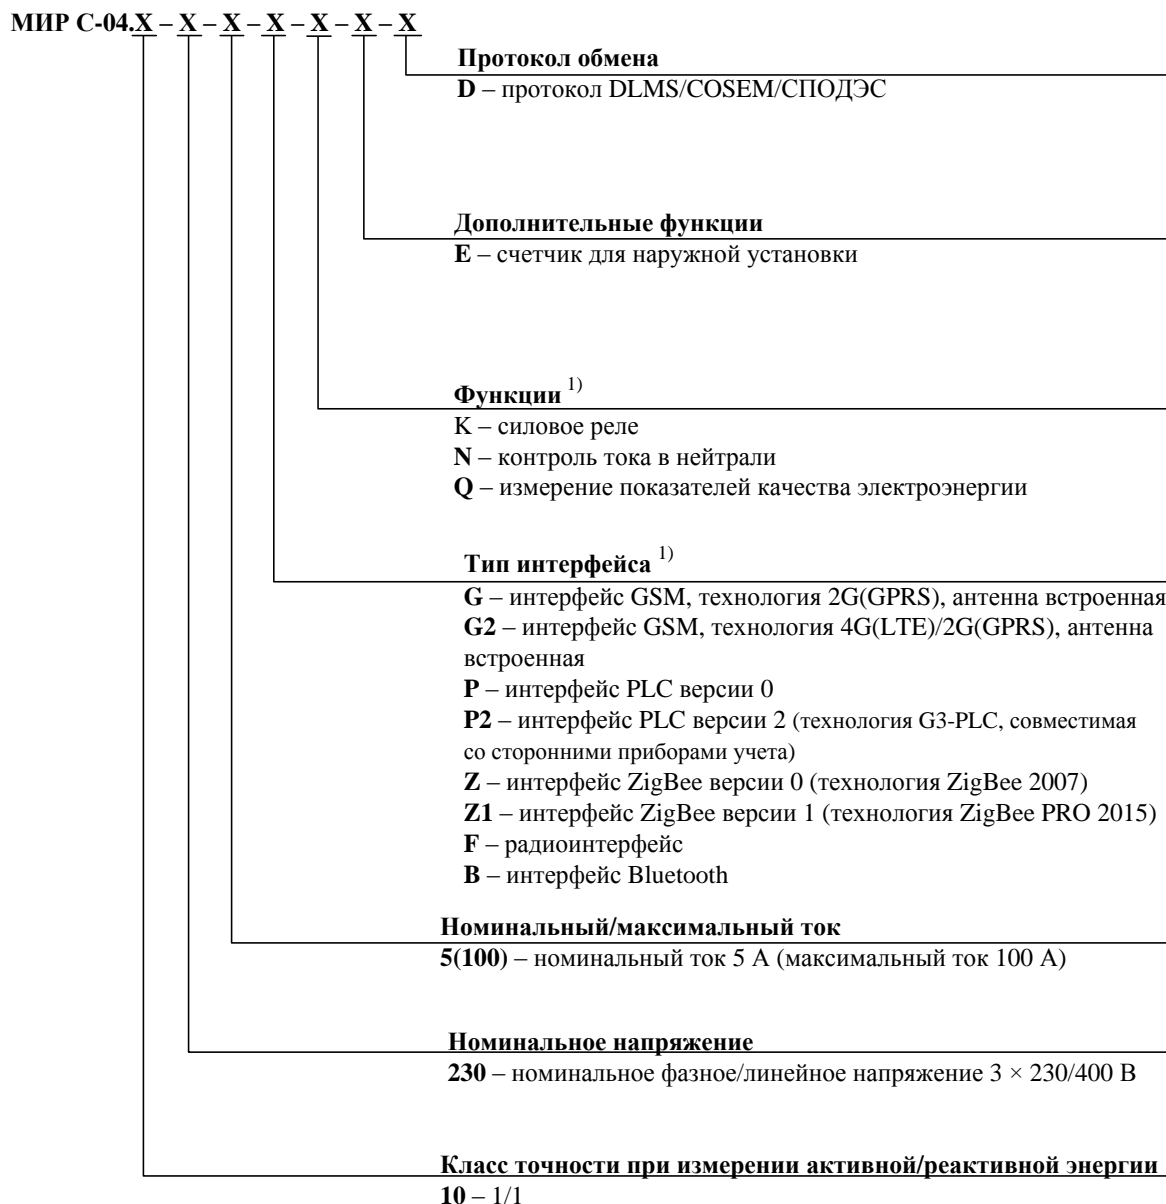 МИР С-04.X – X – X – X – X – X – X
Протокол обмена
D – протокол DLMS/COSEM/СПОДЭС
Дополнительные функции
E – счетчик для наружной установки
Функции 1)
K – силовое реле
N – контроль тока в нейтрали
Q – измерение показателей качества электроэнергии
Тип интерфейса 1)
G – интерфейс GSM, технология 2G(GPRS), антенна встроенная
G2 – интерфейс GSM, технология 4G(LTE)/2G(GPRS), антенна
встроенная
P – интерфейс PLC версии 0
P2 – интерфейс PLC версии 2 (технология G3-PLC, совместимая
со сторонними приборами учета)
Z – интерфейс ZigBee версии 0 (технология ZigBee 2007)
Z1 – интерфейс ZigBee версии 1 (технология ZigBee PRO 2015)
F – радиоинтерфейс
B – интерфейс Bluetooth
Номинальный/максимальный ток
5(100) – номинальный ток 5 А (максимальный ток 100 А)
Номинальное напряжение
230 – номинальное фазное/линейное напряжение 3 × 230/400 В
Класс точности при измерении активной/реактивной энергии
10 – 1/1